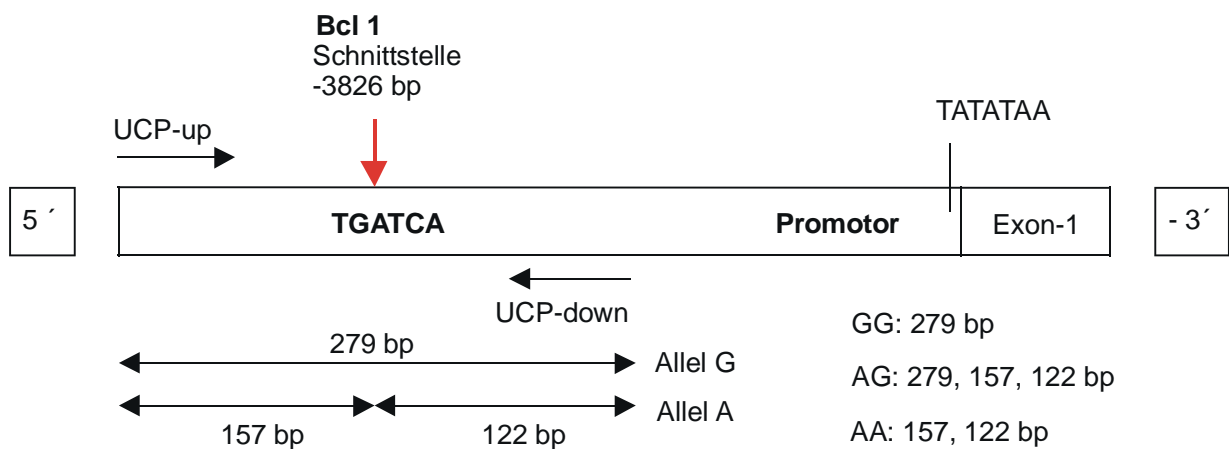 Bcl 1
Schnittstelle
-3826 bp
TATATAA
UCP-up
5 ´
TGATCA
Promotor
Exon-1
- 3´
UCP-down
279 bp
Allel G
157 bp
122 bp
Allel A
GG: 279 bp
AG: 279, 157, 122 bp
AA: 157, 122 bp